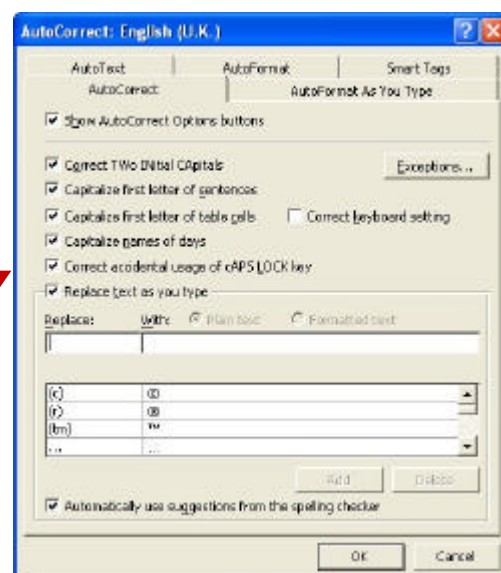 AutoCorrect: English (U.K.)
AutoText AutoFormat Smart Tags
AutoCorrect AutoFormat As You Type
Show AutoCorrect Options buttons
Correct TWo INitial CApitals Exceptions...
Capitalize first letter of sentences
Capitalize first letter of table cells Correct keyboard setting
Capitalize names of days
Correct accidental usage of cAPS LOCK key
Replace text as you type
Replace: With: Plain text Formatted text
(c) ©
(r) ®
(tm) ™
... ...
Add Delete
Automatically use suggestions from the spelling checker
OK Cancel